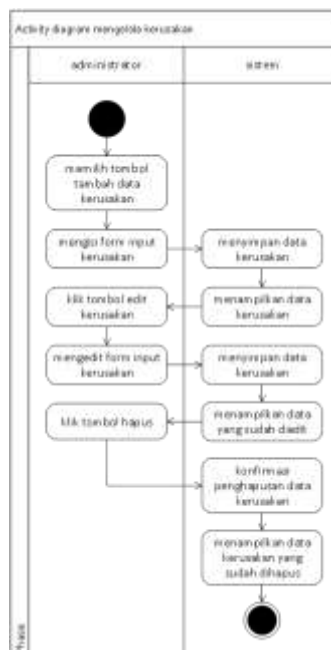 Activity diagram mengelola kerusakan
administrator
sistem
memilih tombol
tambah data
kerusakan
mengisi form input
kerusakan
menyimpan data
kerusakan
menampilkan data
kerusakan
klik tombol edit
kerusakan
mengedit form input
kerusakan
menyimpan data
kerusakan
menampilkan data
yang sudah diedit
klik tombol hapus
konfirmasi
penghapusan data
kerusakan
menampilkan data
kerusakan yang
sudah dihapus
Phase